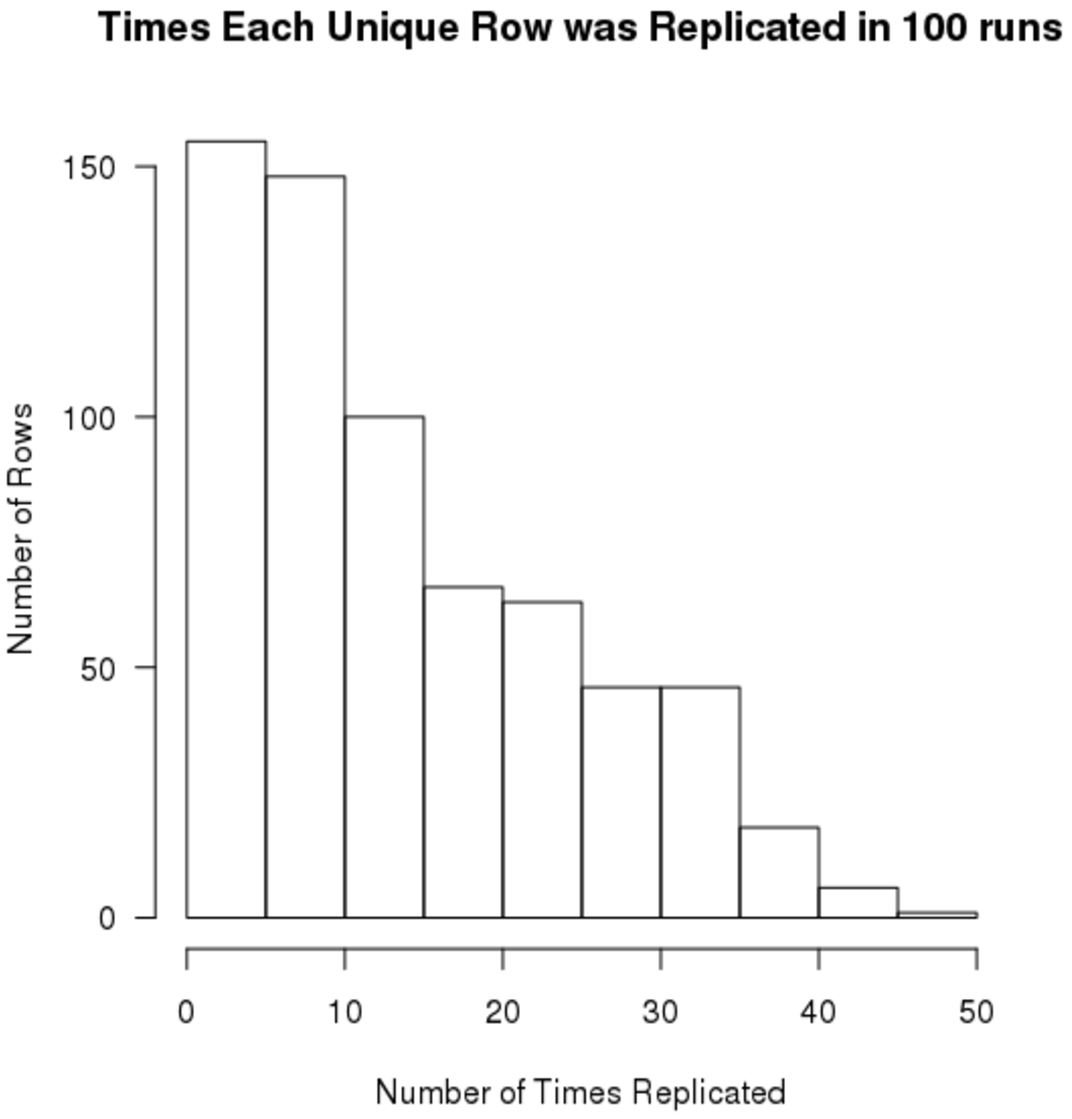 Times Each Unique Row was Replicated in 100 runs
150
100
50
0
Number of Rows
0 10 20 30 40 50
Number of Times Replicated